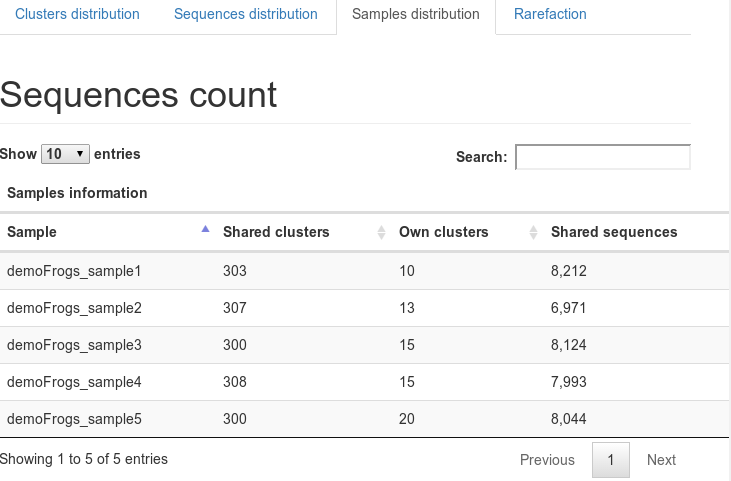 Clusters distribution Sequences distribution Samples distribution Rarefaction
Sequences count
Show 10 entries Search:
Samples information
Sample Shared clusters Own clusters Shared sequences
demoFrogs_sample1 303 10 8,212
demoFrogs_sample2 307 13 6,971
demoFrogs_sample3 300 15 8,124
demoFrogs_sample4 308 15 7,993
demoFrogs_sample5 300 20 8,044
Showing 1 to 5 of 5 entries Previous 1 Next